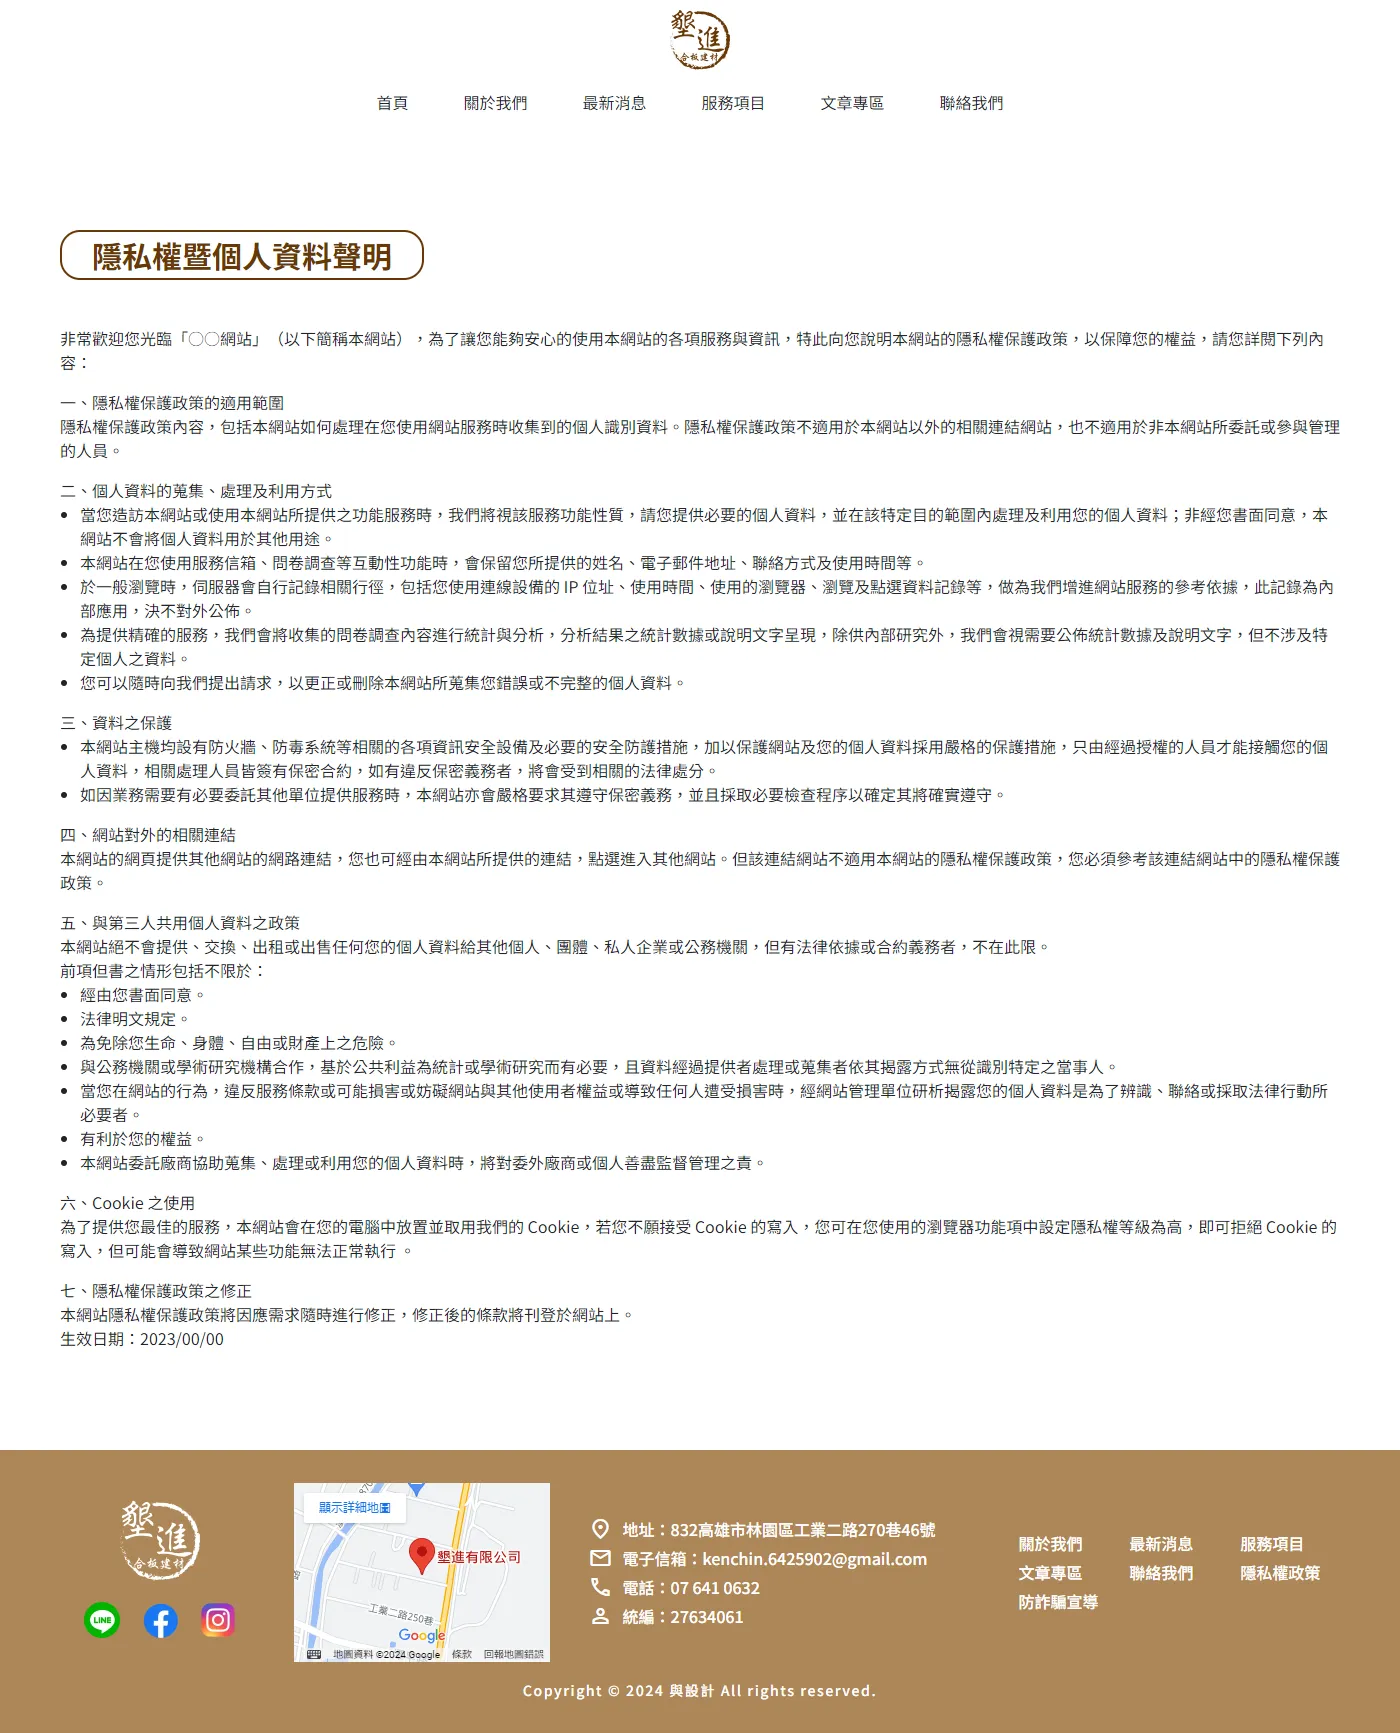 墾進
合板建材
首頁 關於我們 最新消息 服務項目 文章專區 聯絡我們
隱私權暨個人資料聲明
非常歡迎您光臨「〇〇網站」（以下簡稱本網站），為了讓您能夠安心的使用本網站的各項服務與資訊，特此向您說明本網站的隱私權保護政策，以保障您的權益，請您詳閱下列內
容：
一、隱私權保護政策的適用範圍
隱私權保護政策內容，包括本網站如何處理在您使用網站服務時收集到的個人識別資料。隱私權保護政策不適用於本網站以外的相關連結網站，也不適用於非本網站所委託或參與管理
的人員。
二、個人資料的蒐集、處理及利用方式
• 當您造訪本網站或使用本網站所提供之功能服務時，我們將視該服務功能性質，請您提供必要的個人資料，並在該特定目的範圍內處理及利用您的個人資料；非經您書面同意，本
網站不會將個人資料用於其他用途。
• 本網站在您使用服務信箱、問卷調查等互動性功能時，會保留您所提供的姓名、電子郵件地址、聯絡方式及使用時間等。
• 於一般瀏覽時，伺服器會自行記錄相關行徑，包括您使用連線設備的 IP 位址、使用時間、使用的瀏覽器、瀏覽及點選資料記錄等，做為我們增進網站服務的參考依據，此記錄為內
部應用，決不對外公佈。
• 為提供精確的服務，我們會將收集的問卷調查內容進行統計與分析，分析結果之統計數據或說明文字呈現，除供內部研究外，我們會視需要公佈統計數據及說明文字，但不涉及特
定個人之資料。
• 您可以隨時向我們提出請求，以更正或刪除本網站所蒐集您錯誤或不完整的個人資料。
三、資料之保護
• 本網站主機均設有防火牆、防毒系統等相關的各項資訊安全設備及必要的安全防護措施，加以保護網站及您的個人資料採用嚴格的保護措施，只由經過授權的人員才能接觸您的個
人資料，相關處理人員皆簽有保密合約，如有違反保密義務者，將會受到相關的法律處分。
• 如因業務需要有必要委託其他單位提供服務時，本網站亦會嚴格要求其遵守保密義務，並且採取必要檢查程序以確定其將確實遵守。
四、網站對外的相關連結
本網站的網頁提供其他網站的網路連結，您也可經由本網站所提供的連結，點選進入其他網站。但該連結網站不適用本網站的隱私權保護政策，您必須參考該連結網站中的隱私權保護
政策。
五、與第三人共用個人資料之政策
本網站絕不會提供、交換、出租或出售任何您的個人資料給其他個人、團體、私人企業或公務機關，但有法律依據或合約義務者，不在此限。
前項但書之情形包括不限於：
• 經由您書面同意。
• 法律明文規定。
• 為免除您生命、身體、自由或財產上之危險。
• 與公務機關或學術研究機構合作，基於公共利益為統計或學術研究而有必要，且資料經過提供者處理或蒐集者依其揭露方式無從識別特定之當事人。
• 當您在網站的行為，違反服務條款或可能損害或妨礙網站與其他使用者權益或導致任何人遭受損害時，經網站管理單位研析揭露您的個人資料是為了辨識、聯絡或採取法律行動所
必要者。
• 有利於您的權益。
• 本網站委託廠商協助蒐集、處理或利用您的個人資料時，將對委外廠商或個人善盡監督管理之責。
六、Cookie 之使用
為了提供您最佳的服務，本網站會在您的電腦中放置並取用我們的 Cookie，若您不願接受 Cookie 的寫入，您可在您使用的瀏覽器功能項中設定隱私權等級為高，即可拒絕 Cookie 的
寫入，但可能會導致網站某些功能無法正常執行 。
七、隱私權保護政策之修正
本網站隱私權保護政策將因應需求隨時進行修正，修正後的條款將刊登於網站上。
生效日期：2023/00/00
墾進
合板建材
LINE
顯示詳細地圖
墾進有限公司
工業二路250巷
Google
地圖資料 ©2024 Google 條款 回報地圖錯誤
地址：832高雄市林園區工業二路270巷46號
電子信箱：kenchin.6425902@gmail.com
電話：07 641 0632
統編：27634061
關於我們 最新消息 服務項目
文章專區 聯絡我們 隱私權政策
防詐騙宣導
Copyright © 2024 與設計 All rights reserved.